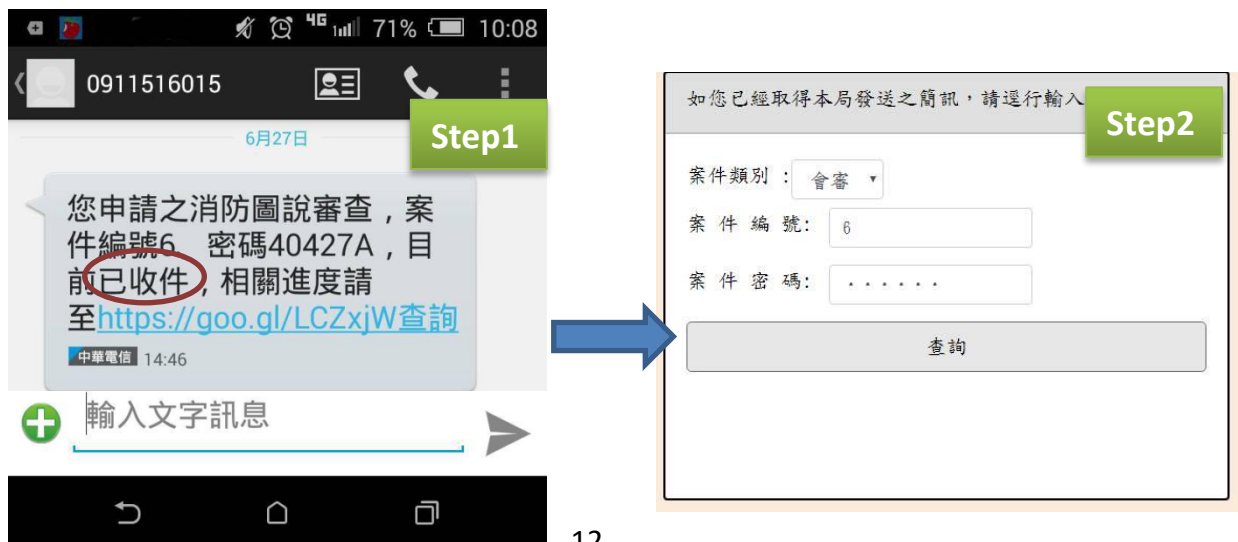 4G 71% 10:08
0911516015
6月27日
Step1
您申請之消防圖說審查，案
件編號6、密碼40427A，目
前已收件，相關進度請
至https://goo.gl/LCZxjW查詢
中華電信 14:46
輸入文字訊息
如您已經取得本局發送之簡訊，請逕行輸入
Step2
案件類別：會審
案件編號: 6
案件密碼: ......
查詢
12